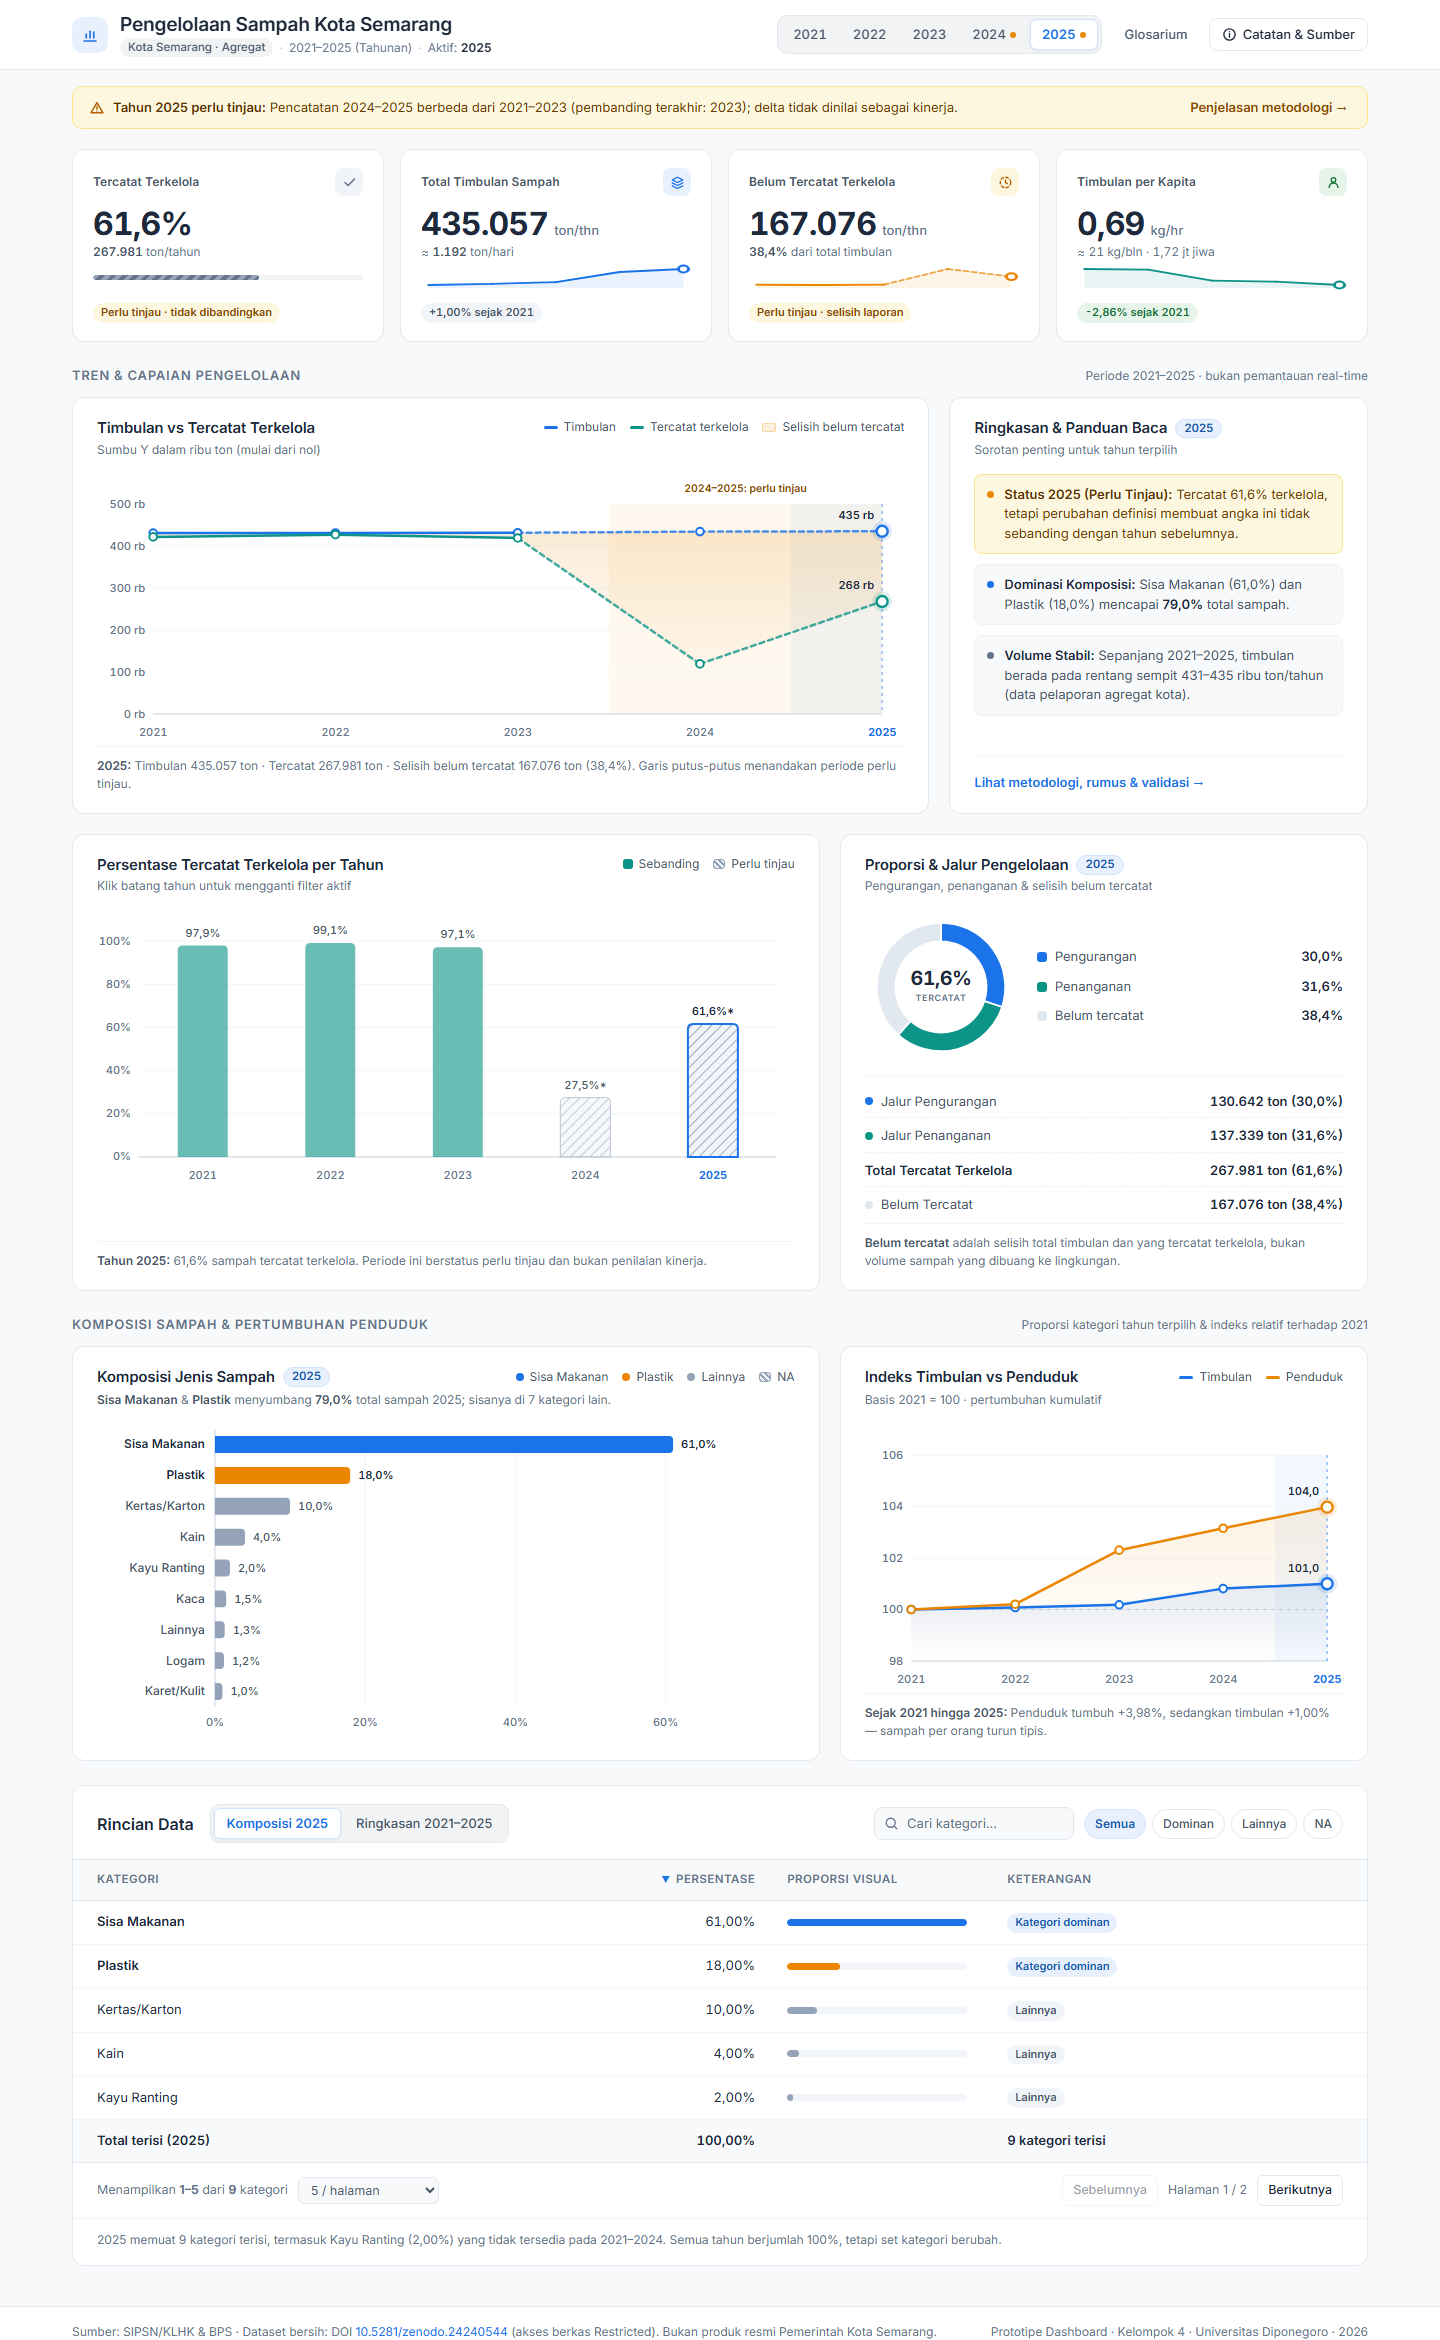 Pengelolaan Sampah Kota Semarang
Kota Semarang · Agregat · 2021–2025 (Tahunan) · Aktif: 2025
2021 2022 2023 2024 2025 Glosarium Catatan & Sumber
Tahun 2025 perlu tinjau: Pencatatan 2024–2025 berbeda dari 2021–2023 (pembanding terakhir: 2023); delta tidak dinilai sebagai kinerja. Penjelasan metodologi →
Tercatat Terkelola
61,6%
267.981 ton/tahun
Perlu tinjau · tidak dibandingkan
Total Timbulan Sampah
435.057 ton/thn
≈ 1.192 ton/hari
+1,00% sejak 2021
Belum Tercatat Terkelola
167.076 ton/thn
38,4% dari total timbulan
Perlu tinjau · selisih laporan
Timbulan per Kapita
0,69 kg/hr
≈ 21 kg/bln · 1,72 jt jiwa
-2,86% sejak 2021
TREN & CAPAIAN PENGELOLAAN
Periode 2021–2025 · bukan pemantauan real-time
Timbulan vs Tercatat Terkelola
Sumbu Y dalam ribu ton (mulai dari nol)
Timbulan Tercatat terkelola Selisih belum tercatat
2024–2025: perlu tinjau
500 rb
400 rb
300 rb
200 rb
100 rb
0 rb
435 rb
268 rb
2021 2022 2023 2024 2025
2025: Timbulan 435.057 ton · Tercatat 267.981 ton · Selisih belum tercatat 167.076 ton (38,4%). Garis putus-putus menandakan periode perlu
tinjau.
Ringkasan & Panduan Baca 2025
Sorotan penting untuk tahun terpilih
Status 2025 (Perlu Tinjau): Tercatat 61,6% terkelola,
tetapi perubahan definisi membuat angka ini tidak
sebanding dengan tahun sebelumnya.
Dominasi Komposisi: Sisa Makanan (61,0%) dan
Plastik (18,0%) mencapai 79,0% total sampah.
Volume Stabil: Sepanjang 2021–2025, timbulan
berada pada rentang sempit 431–435 ribu ton/tahun
(data pelaporan agregat kota).
Lihat metodologi, rumus & validasi →
Persentase Tercatat Terkelola per Tahun
Klik batang tahun untuk mengganti filter aktif
Sebanding Perlu tinjau
100%
80%
60%
40%
20%
0%
97,9% 99,1% 97,1% 27,5%* 61,6%*
2021 2022 2023 2024 2025
Tahun 2025: 61,6% sampah tercatat terkelola. Periode ini berstatus perlu tinjau dan bukan penilaian kinerja.
Proporsi & Jalur Pengelolaan 2025
Pengurangan, penanganan & selisih belum tercatat
61,6%
TERCATAT
Pengurangan 30,0%
Penanganan 31,6%
Belum tercatat 38,4%
Jalur Pengurangan 130.642 ton (30,0%)
Jalur Penanganan 137.339 ton (31,6%)
Total Tercatat Terkelola 267.981 ton (61,6%)
Belum Tercatat 167.076 ton (38,4%)
Belum tercatat adalah selisih total timbulan dan yang tercatat terkelola, bukan
volume sampah yang dibuang ke lingkungan.
KOMPOSISI SAMPAH & PERTUMBUHAN PENDUDUK
Proporsi kategori tahun terpilih & indeks relatif terhadap 2021
Komposisi Jenis Sampah 2025
Sisa Makanan Plastik Lainnya NA
Sisa Makanan & Plastik menyumbang 79,0% total sampah 2025; sisanya di 7 kategori lain.
Sisa Makanan 61,0%
Plastik 18,0%
Kertas/Karton 10,0%
Kain 4,0%
Kayu Ranting 2,0%
Kaca 1,5%
Lainnya 1,3%
Logam 1,2%
Karet/Kulit 1,0%
0% 20% 40% 60%
Indeks Timbulan vs Penduduk
Timbulan Penduduk
Basis 2021 = 100 · pertumbuhan kumulatif
106
104
102
100
98
104,0
101,0
2021 2022 2023 2024 2025
Sejak 2021 hingga 2025: Penduduk tumbuh +3,98%, sedangkan timbulan +1,00%
— sampah per orang turun tipis.
Rincian Data Komposisi 2025 Ringkasan 2021–2025
Cari kategori... Semua Dominan Lainnya NA
KATEGORI ▼ PERSENTASE PROPORSI VISUAL KETERANGAN
Sisa Makanan 61,00% Kategori dominan
Plastik 18,00% Kategori dominan
Kertas/Karton 10,00% Lainnya
Kain 4,00% Lainnya
Kayu Ranting 2,00% Lainnya
Total terisi (2025) 100,00% 9 kategori terisi
Menampilkan 1–5 dari 9 kategori 5 / halaman Sebelumnya Halaman 1 / 2 Berikutnya
2025 memuat 9 kategori terisi, termasuk Kayu Ranting (2,00%) yang tidak tersedia pada 2021–2024. Semua tahun berjumlah 100%, tetapi set kategori berubah.
Sumber: SIPSN/KLHK & BPS · Dataset bersih: DOI 10.5281/zenodo.24240544 (akses berkas Restricted). Bukan produk resmi Pemerintah Kota Semarang.
Prototipe Dashboard · Kelompok 4 · Universitas Diponegoro · 2026